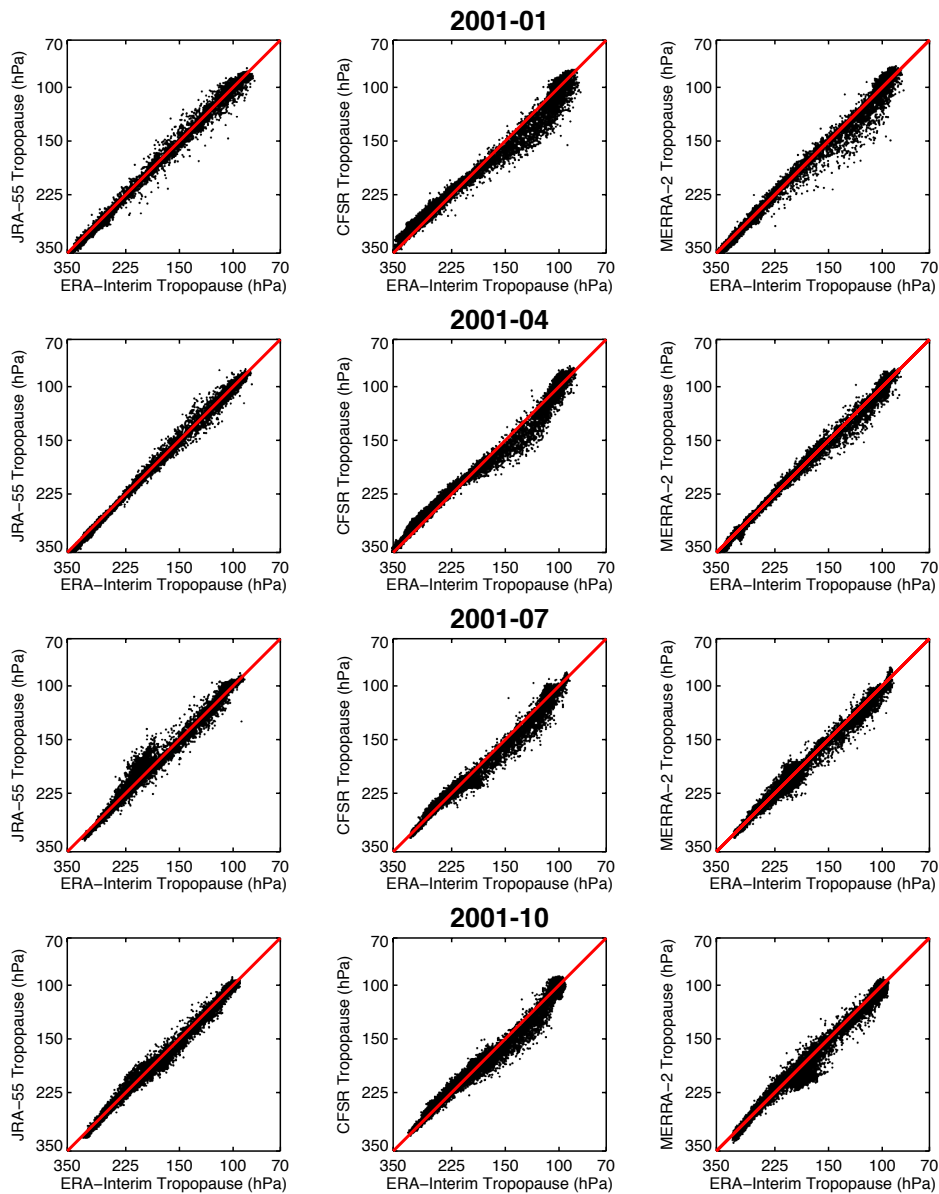 2001-01
JRA-55 Tropopause (hPa)
70
100
150
225
350
350 225 150 100 70
ERA-Interim Tropopause (hPa)
CFSR Tropopause (hPa)
70
100
150
225
350
350 225 150 100 70
ERA-Interim Tropopause (hPa)
MERRA-2 Tropopause (hPa)
70
100
150
225
350
350 225 150 100 70
ERA-Interim Tropopause (hPa)
2001-04
JRA-55 Tropopause (hPa)
70
100
150
225
350
350 225 150 100 70
ERA-Interim Tropopause (hPa)
CFSR Tropopause (hPa)
70
100
150
225
350
350 225 150 100 70
ERA-Interim Tropopause (hPa)
MERRA-2 Tropopause (hPa)
70
100
150
225
350
350 225 150 100 70
ERA-Interim Tropopause (hPa)
2001-07
JRA-55 Tropopause (hPa)
70
100
150
225
350
350 225 150 100 70
ERA-Interim Tropopause (hPa)
CFSR Tropopause (hPa)
70
100
150
225
350
350 225 150 100 70
ERA-Interim Tropopause (hPa)
MERRA-2 Tropopause (hPa)
70
100
150
225
350
350 225 150 100 70
ERA-Interim Tropopause (hPa)
2001-10
JRA-55 Tropopause (hPa)
70
100
150
225
350
350 225 150 100 70
ERA-Interim Tropopause (hPa)
CFSR Tropopause (hPa)
70
100
150
225
350
350 225 150 100 70
ERA-Interim Tropopause (hPa)
MERRA-2 Tropopause (hPa)
70
100
150
225
350
350 225 150 100 70
ERA-Interim Tropopause (hPa)